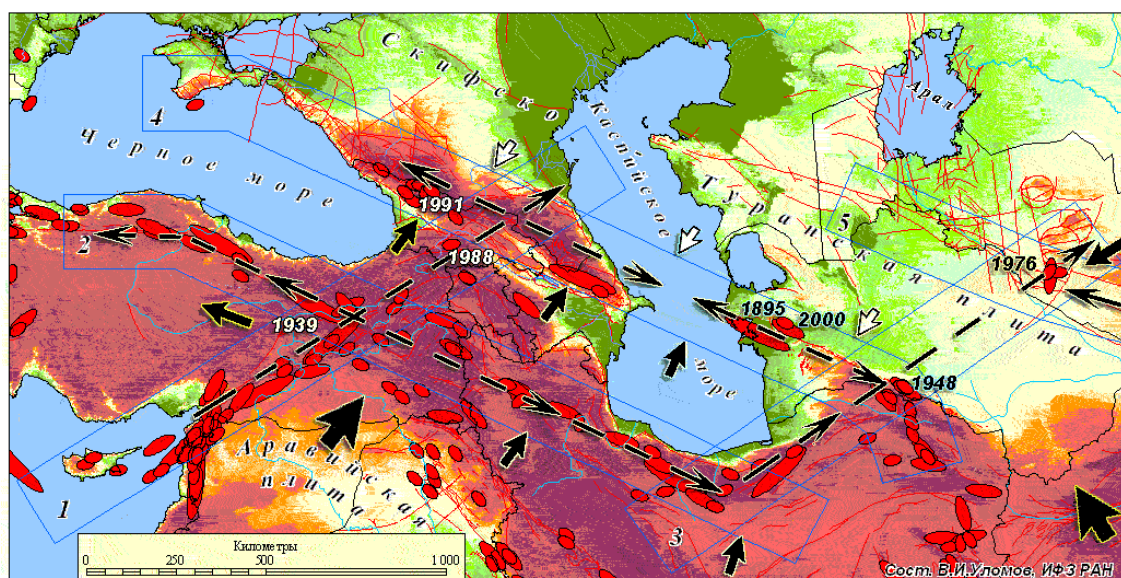 Скифско
Туранская плита
Каспийское
море
Арал
Черное море
4
2
5
1991
1988
1976
1939
1895
2000
1948
Аравийская
плита
1
3
Километры
0 250 500 1 000
Сост. В.И.Уломов, ИФЗ РАН